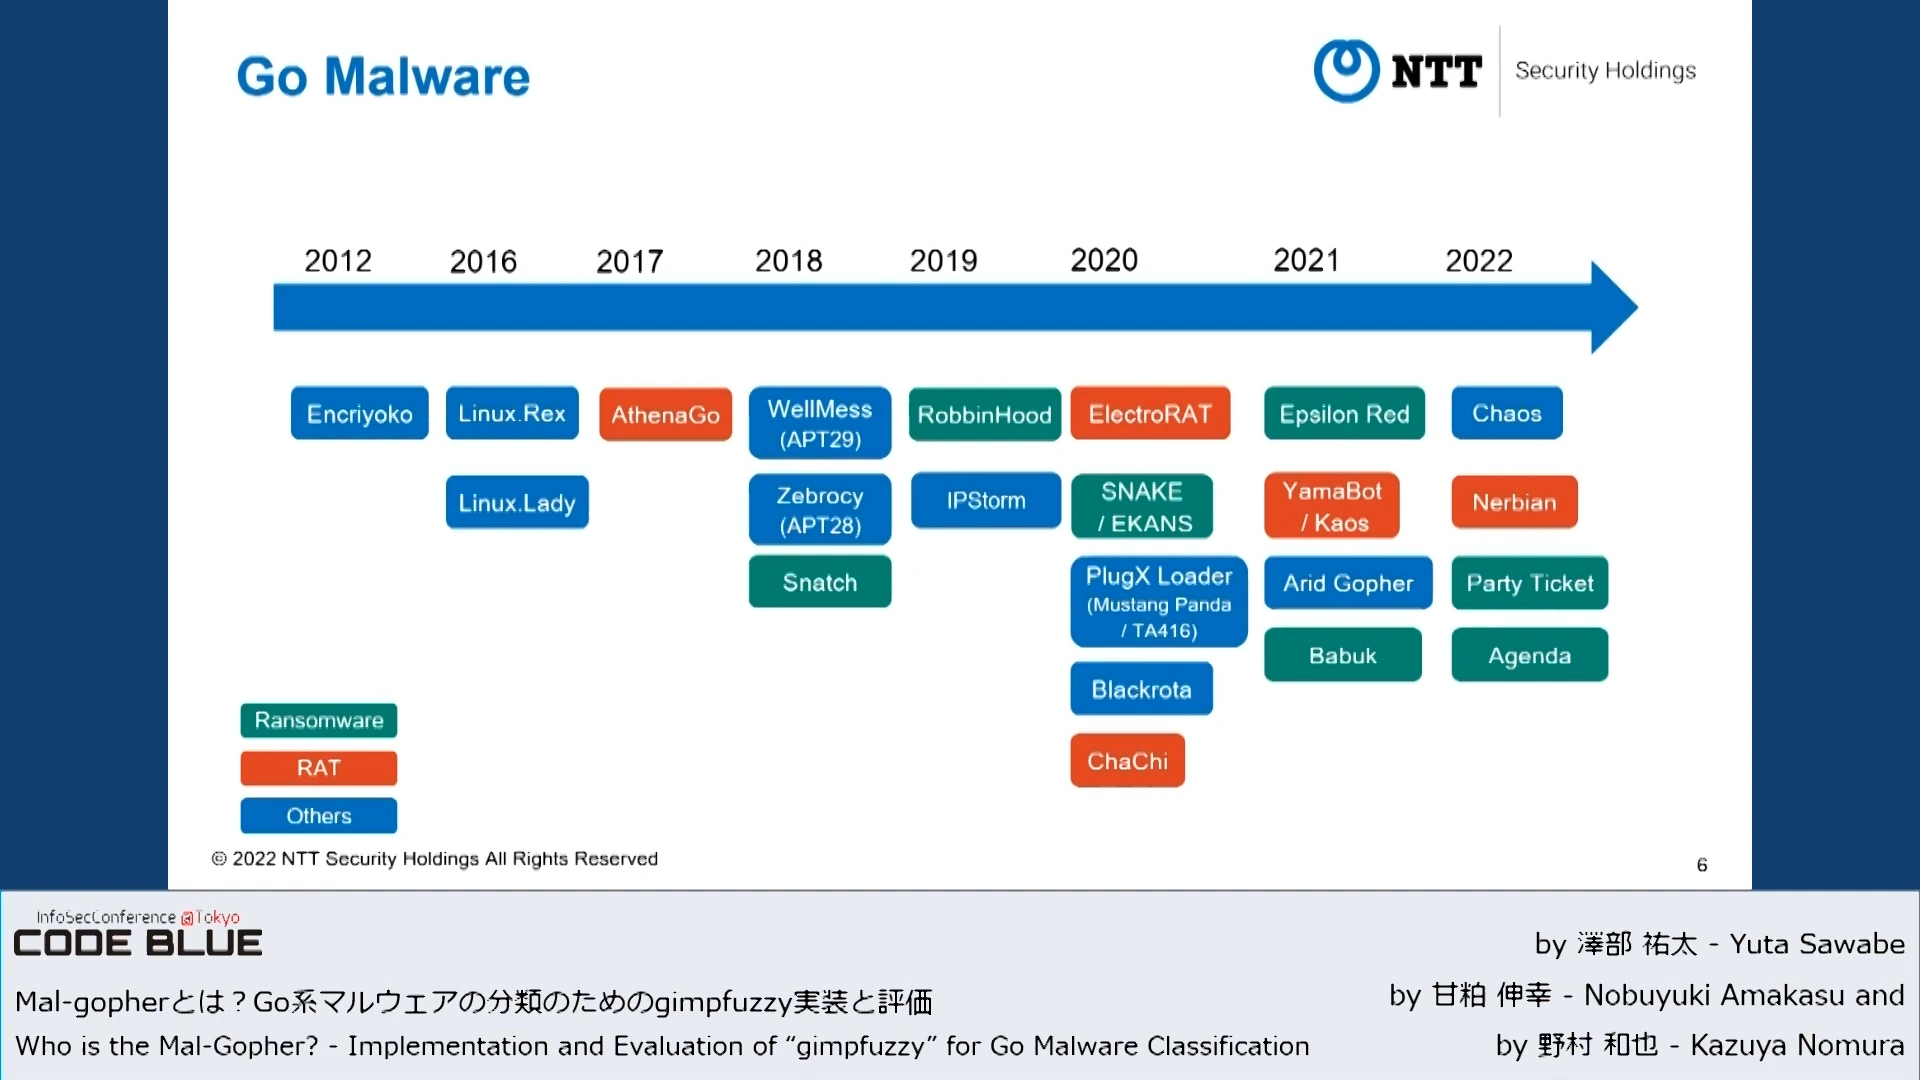 Go Malware
NTT Security Holdings
2012 2016 2017 2018 2019 2020 2021 2022
Encriyoko
Linux.Rex
Linux.Lady
AthenaGo
WellMess
(APT29)
Zebrocy
(APT28)
Snatch
RobbinHood
IPStorm
ElectroRAT
SNAKE
/ EKANS
PlugX Loader
(Mustang Panda
/ TA416)
Blackrota
ChaChi
Epsilon Red
YamaBot
/ Kaos
Arid Gopher
Babuk
Chaos
Nerbian
Party Ticket
Agenda
Ransomware
RAT
Others
© 2022 NTT Security Holdings All Rights Reserved
6
InfoSecConference @Tokyo
CODE BLUE
Mal-gopherとは？Go系マルウェアの分類のためのgimpfuzzy実装と評価
Who is the Mal-Gopher? - Implementation and Evaluation of “gimpfuzzy” for Go Malware Classification
by 澤部 祐太 - Yuta Sawabe
by 甘粕 伸幸 - Nobuyuki Amakasu and
by 野村 和也 - Kazuya Nomura